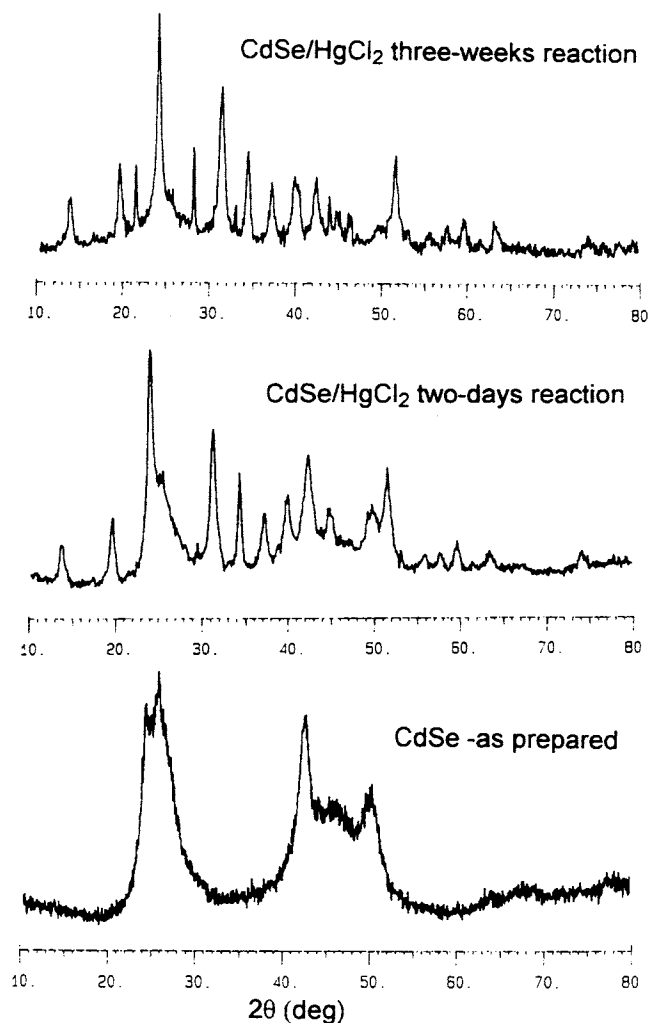 CdSe/HgCl₂ three-weeks reaction
10. 20. 30. 40. 50. 60. 70. 80
CdSe/HgCl₂ two-days reaction
10. 20. 30. 40. 50. 60. 70. 80
CdSe -as prepared
10. 20. 30. 40. 50. 60. 70. 80
2θ (deg)